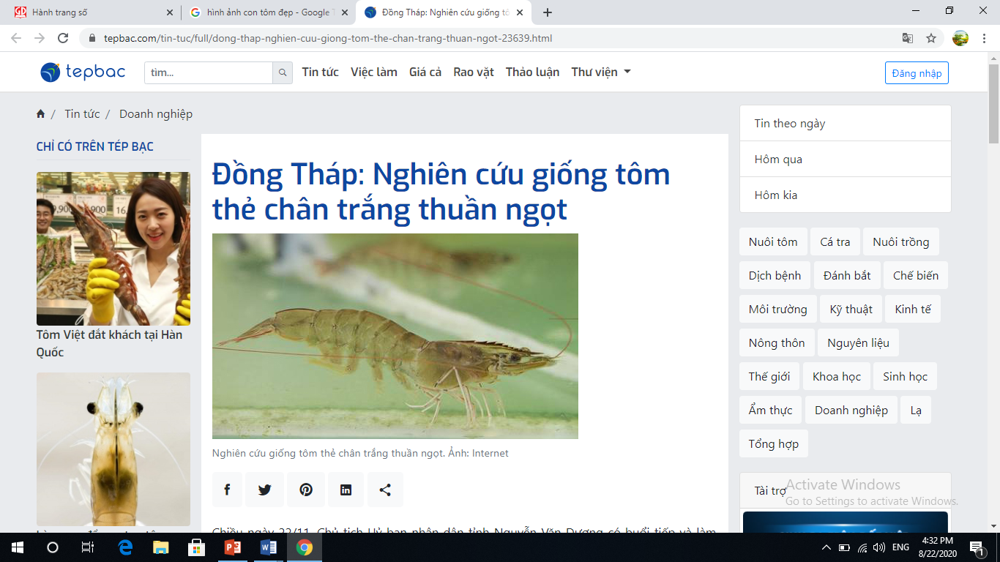 Hành trang số
hình ảnh con tôm đẹp - Google T
Đồng Tháp: Nghiên cứu giống tô
tepbac.com/tin-tuc/full/dong-thap-nghien-cuu-giong-tom-the-chan-trang-thuan-ngot-23639.html
tepbac
tìm...
Tin tức Việc làm Giá cả Rao vặt Thảo luận Thư viện
Đăng nhập
/ Tin tức / Doanh nghiệp
CHỈ CÓ TRÊN TÉP BẠC
Tôm Việt đắt khách tại Hàn
Quốc
Đồng Tháp: Nghiên cứu giống tôm
thẻ chân trắng thuần ngọt
Nghiên cứu giống tôm thẻ chân trắng thuần ngọt. Ảnh: Internet
Chiều ngày 22/11, Chủ tịch Uỷ ban nhân dân tỉnh Nguyễn Văn Dương có buổi tiếp và làm
Tin theo ngày
Hôm qua
Hôm kia
Nuôi tôm Cá tra Nuôi trồng
Dịch bệnh Đánh bắt Chế biến
Môi trường Kỹ thuật Kinh tế
Nông thôn Nguyên liệu
Thế giới Khoa học Sinh học
Ẩm thực Doanh nghiệp Lạ
Tổng hợp
Tài trợ
Activate Windows
Go to Settings to activate Windows.
ENG
4:32 PM
8/22/2020
1